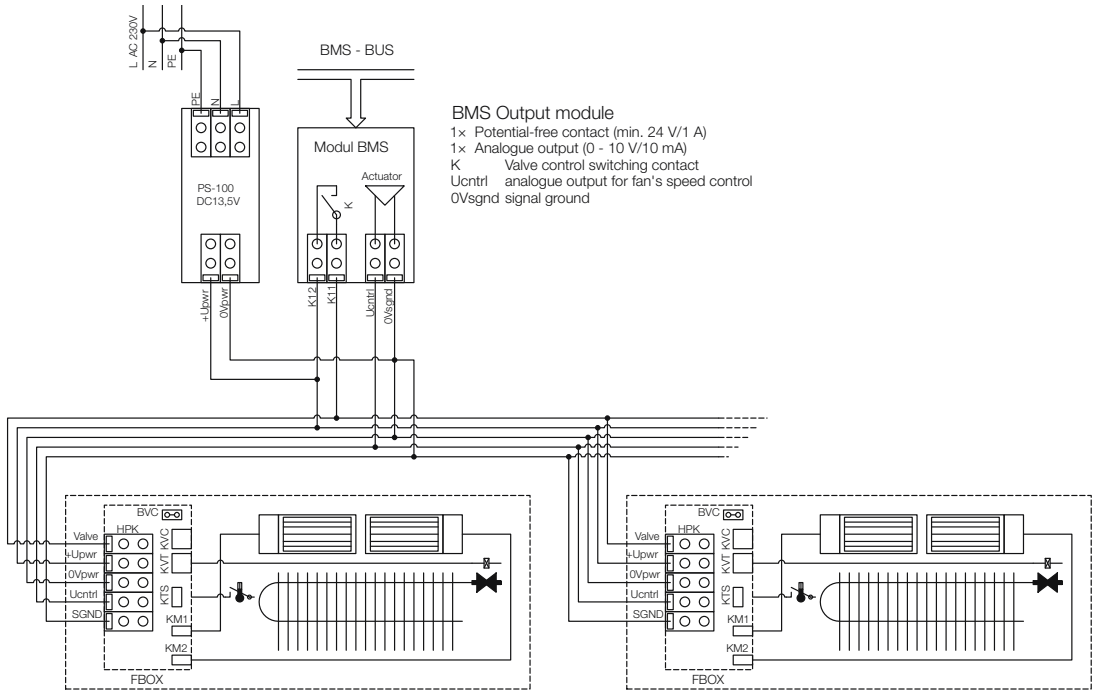 L AC 230V
N
PE
PE
N
L
PS-100
DC13,5V
+Upwr
0Vpwr
BMS - BUS
Modul BMS
Actuator
K
K12
K11
Ucntrl
0Vsgnd
BMS Output module
1× Potential-free contact (min. 24 V/1 A)
1× Analogue output (0 - 10 V/10 mA)
K Valve control switching contact
Ucntrl analogue output for fan's speed control
0Vsgnd signal ground
BVC
HPK
Valve
+Upwr
0Vpwr
Ucntrl
SGND
KVC
KVT
KTS
KM1
KM2
FBOX
BVC
HPK
Valve
+Upwr
0Vpwr
Ucntrl
SGND
KVC
KVT
KTS
KM1
KM2
FBOX